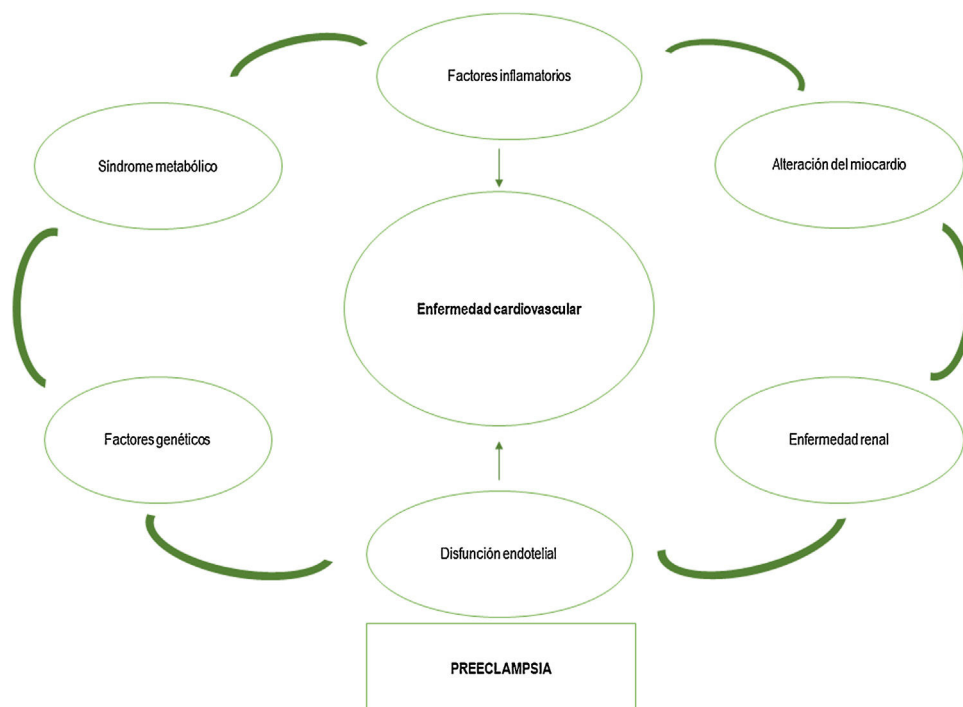 Factores inflamatorios
Síndrome metabólico
Alteración del miocardio
Enfermedad cardiovascular
Factores genéticos
Enfermedad renal
Disfunción endotelial
PREECLAMPSIA